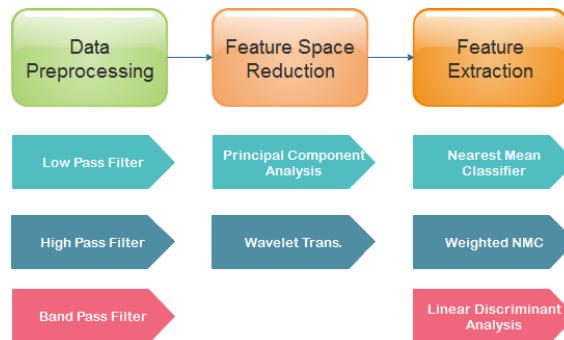 Data
Preprocessing
Feature Space
Reduction
Feature
Extraction
Low Pass Filter
Principal Component
Analysis
Nearest Mean
Classifier
High Pass Filter
Wavelet Trans.
Weighted NMC
Band Pass Filter
Linear Discriminant
Analysis